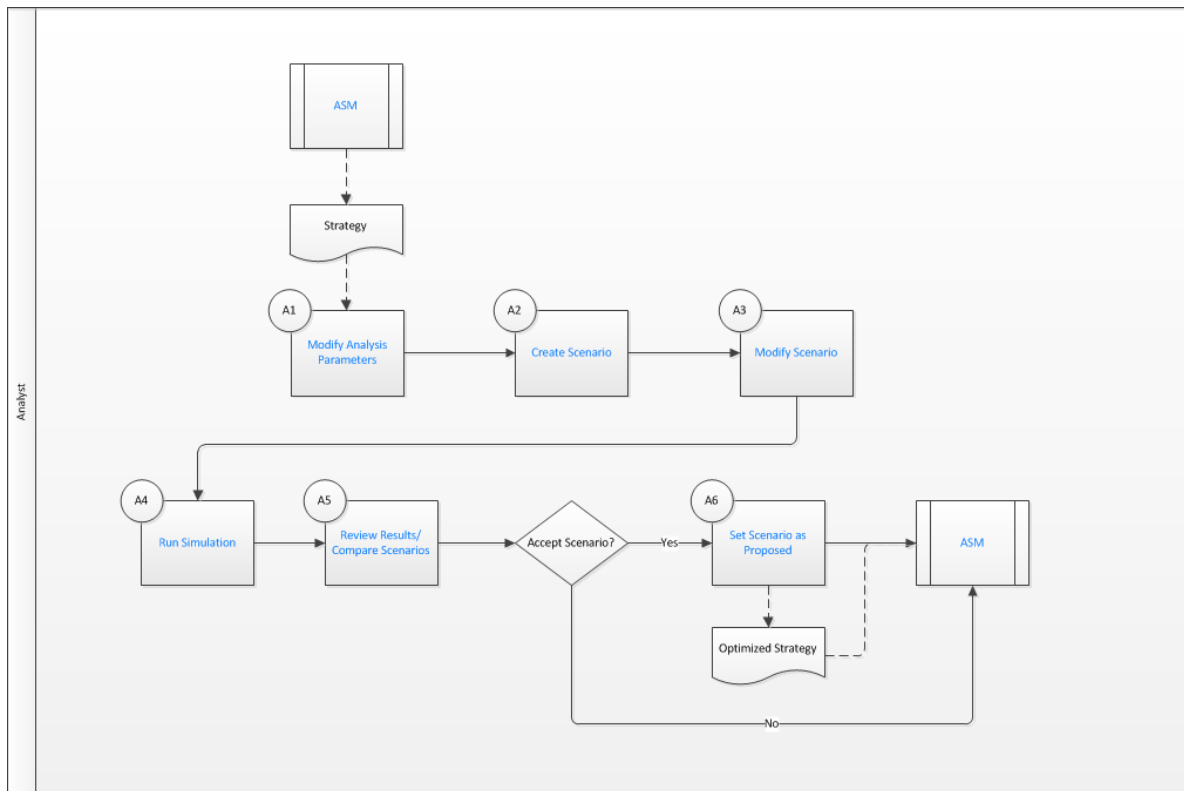 ASM
Strategy
A1
Modify Analysis
Parameters
A2
Create Scenario
A3
Modify Scenario
Analyst
A4
Run Simulation
A5
Review Results/
Compare Scenarios
Accept Scenario?
Yes
A6
Set Scenario as
Proposed
ASM
Optimized Strategy
No